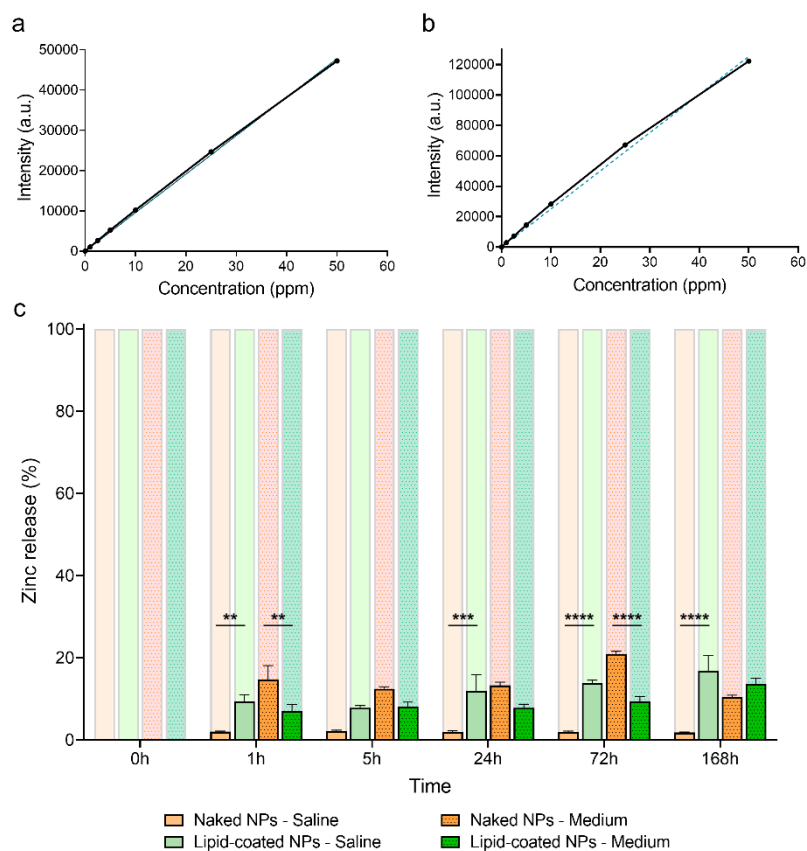 a
b
50000
40000
30000
20000
10000
0
Intensity (a.u.)
0 10 20 30 40 50 60
Concentration (ppm)
120000
100000
80000
60000
40000
20000
0
Intensity (a.u.)
0 10 20 30 40 50 60
Concentration (ppm)
c
100
80
60
40
20
0
Zinc release (%)
** ** *** **** **** ****
0h 1h 5h 24h 72h 168h
Time
Naked NPs - Saline Naked NPs - Medium
Lipid-coated NPs - Saline Lipid-coated NPs - Medium